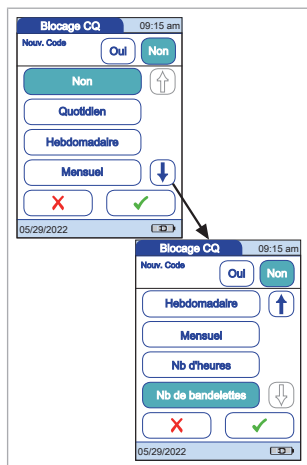 Blocage CQ 09:15 am
Nouv. Code Oui Non
Non
Quotidien
Hebdomadaire
Mensuel
05/29/2022
Blocage CQ 09:15 am
Nouv. Code Oui Non
Hebdomadaire
Mensuel
Nb d'heures
Nb de bandelettes
05/29/2022